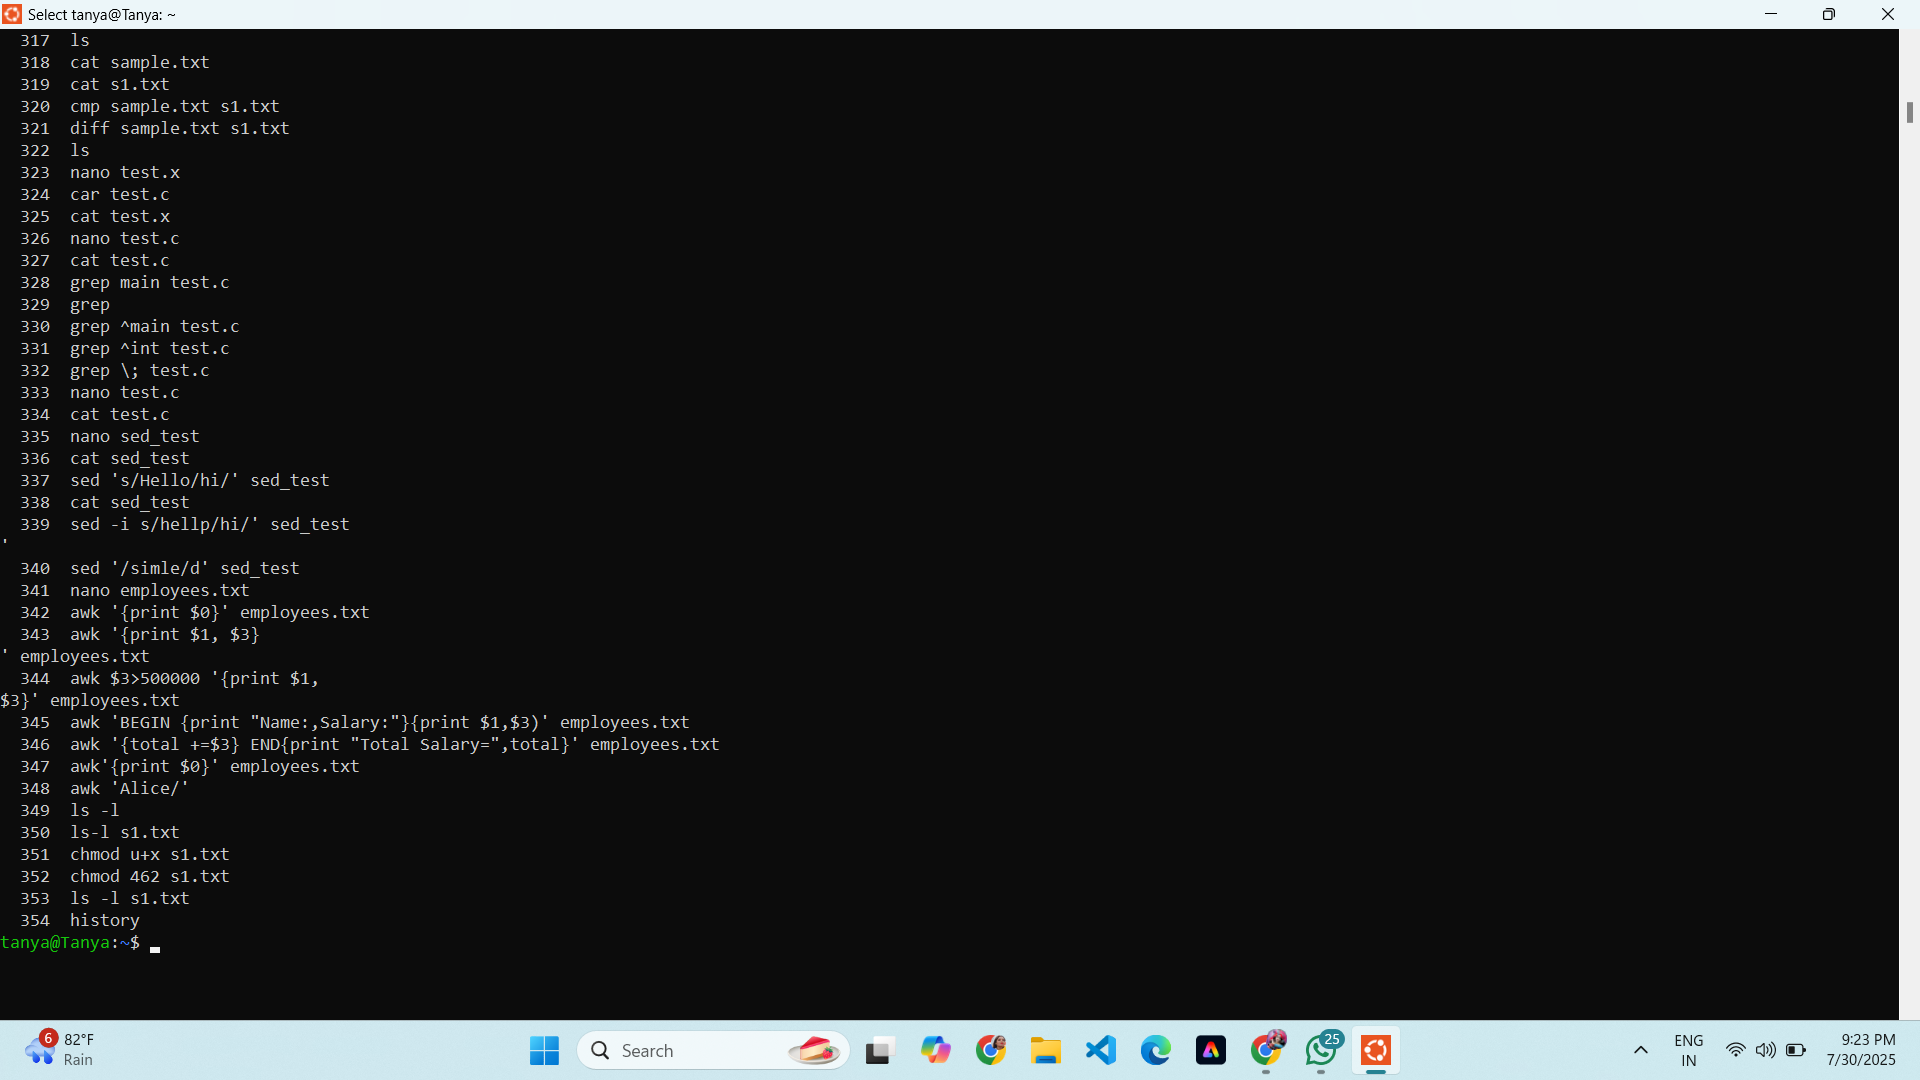 Select tanya@Tanya: ~
317  ls
318  cat sample.txt
319  cat s1.txt
320  cmp sample.txt s1.txt
321  diff sample.txt s1.txt
322  ls
323  nano test.x
324  car test.c
325  cat test.x
326  nano test.c
327  cat test.c
328  grep main test.c
329  grep
330  grep ^main test.c
331  grep ^int test.c
332  grep \; test.c
333  nano test.c
334  cat test.c
335  nano sed_test
336  cat sed_test
337  sed 's/Hello/hi/' sed_test
338  cat sed_test
339  sed -i s/hellp/hi/' sed_test
'
340  sed '/simle/d' sed_test
341  nano employees.txt
342  awk '{print $0}' employees.txt
343  awk '{print $1, $3}
' employees.txt
344  awk $3>500000 '{print $1,
$3}' employees.txt
345  awk 'BEGIN {print "Name:,Salary:"}{print $1,$3)' employees.txt
346  awk '{total +=$3} END{print "Total Salary=",total}' employees.txt
347  awk'{print $0}' employees.txt
348  awk 'Alice/'
349  ls -l
350  ls-l s1.txt
351  chmod u+x s1.txt
352  chmod 462 s1.txt
353  ls -l s1.txt
354  history
tanya@Tanya:~$
6
82°F
Rain
Search
25
ENG
IN
9:23 PM
7/30/2025